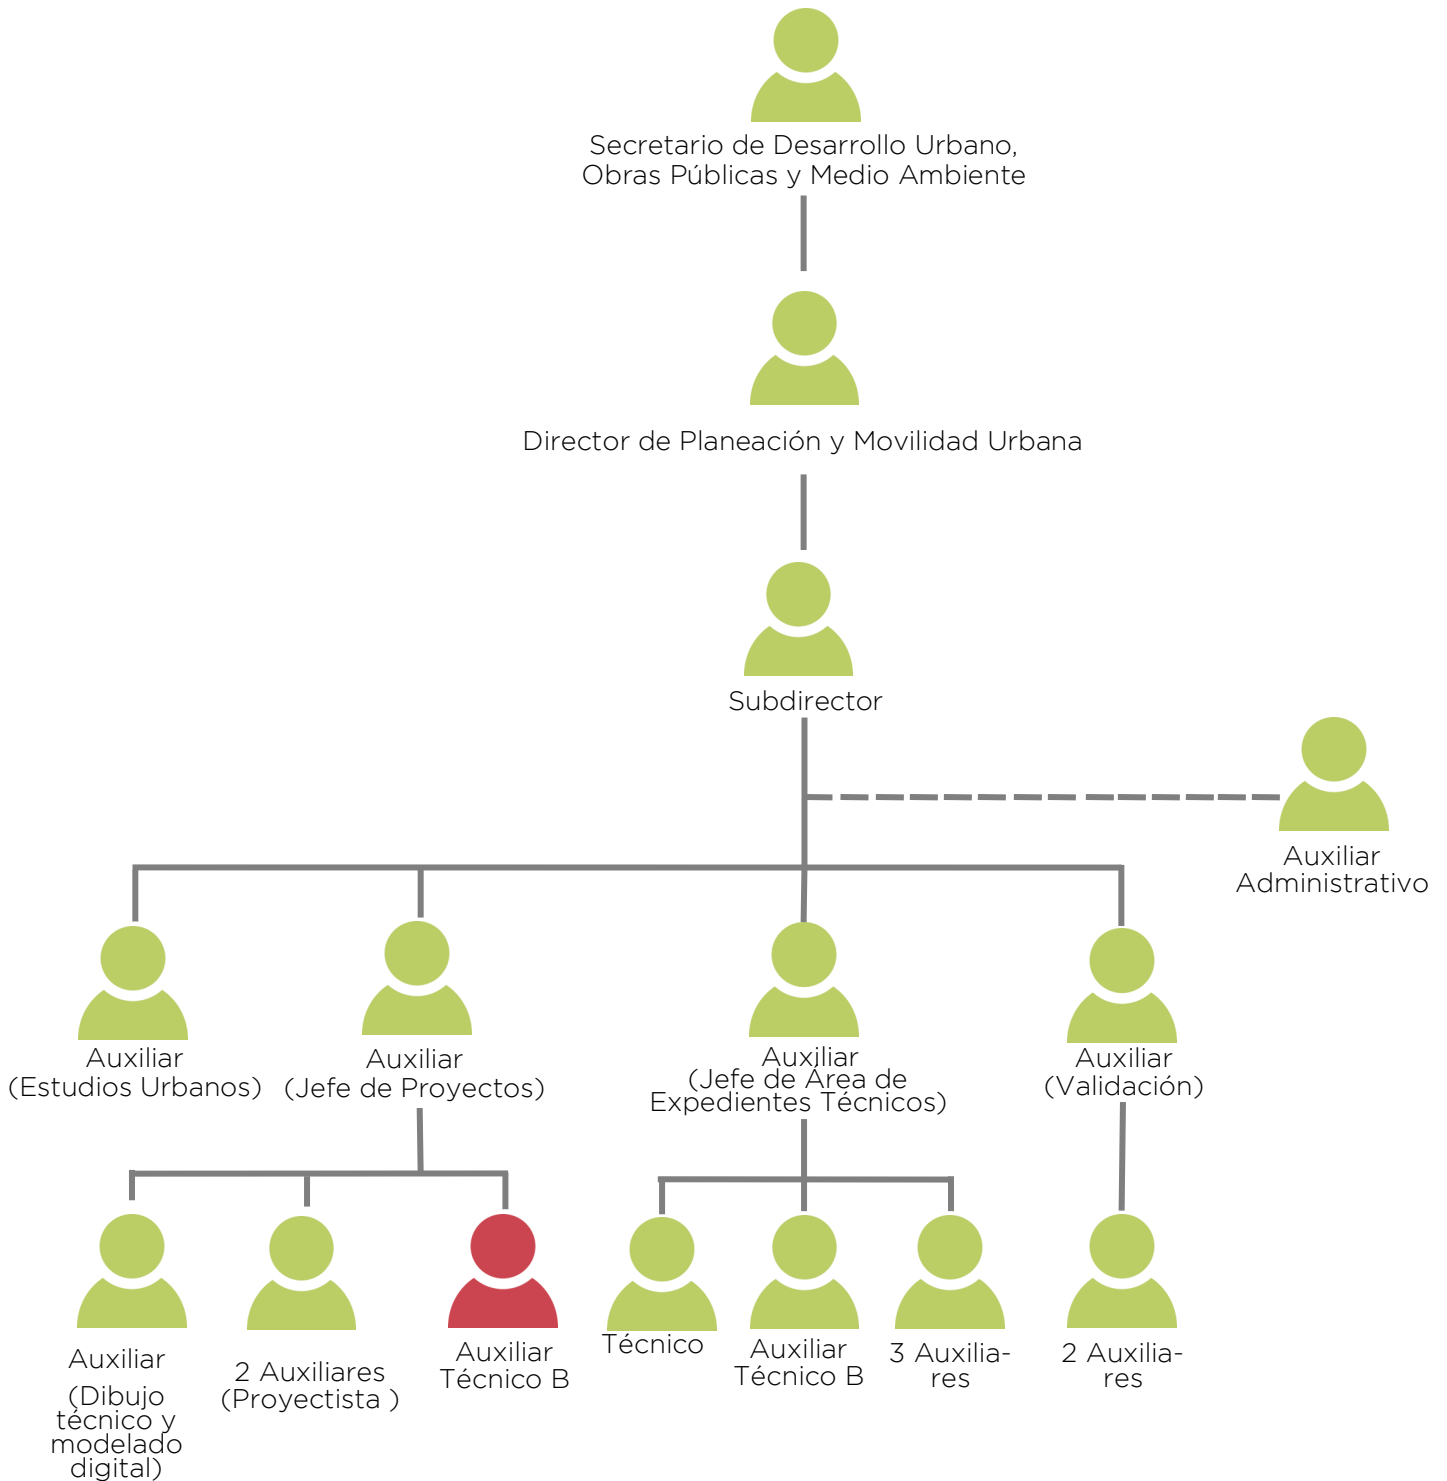 Secretario de Desarrollo Urbano,
Obras Públicas y Medio Ambiente
Director de Planeación y Movilidad Urbana
Subdirector
Auxiliar
Administrativo
Auxiliar
(Estudios Urbanos)
Auxiliar
(Jefe de Proyectos)
Auxiliar
(Jefe de Área de
Expedientes Técnicos)
Auxiliar
(Validación)
Auxiliar
(Dibujo
técnico y
modelado
digital)
2 Auxiliares
(Proyectista )
Auxiliar
Técnico B
Técnico
Auxiliar
Técnico B
3 Auxilia-
res
2 Auxilia-
res